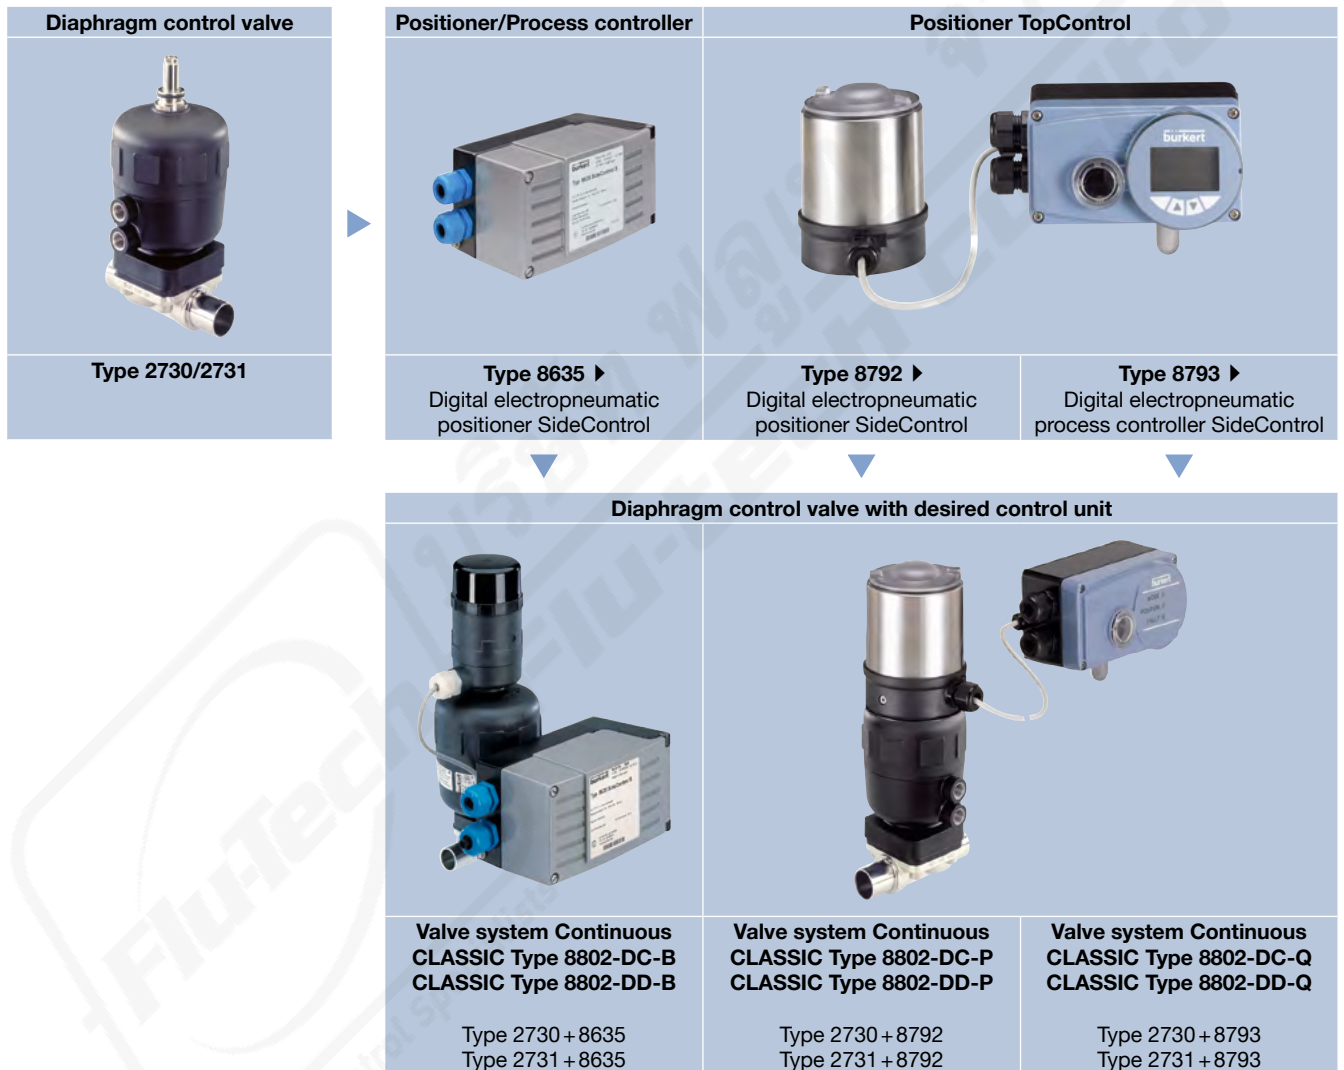 Diaphragm control valve
Positioner/Process controller
Positioner TopControl
burkert
Type 2730/2731
Type 8635
Digital electropneumatic
positioner SideControl
Type 8792
Digital electropneumatic
positioner SideControl
Type 8793
Digital electropneumatic
process controller SideControl
Diaphragm control valve with desired control unit
burkert
Valve system Continuous
CLASSIC Type 8802-DC-B
CLASSIC Type 8802-DD-B
Type 2730 + 8635
Type 2731 + 8635
Valve system Continuous
CLASSIC Type 8802-DC-P
CLASSIC Type 8802-DD-P
Type 2730 + 8792
Type 2731 + 8792
Valve system Continuous
CLASSIC Type 8802-DC-Q
CLASSIC Type 8802-DD-Q
Type 2730 + 8793
Type 2731 + 8793
Flu-Tech